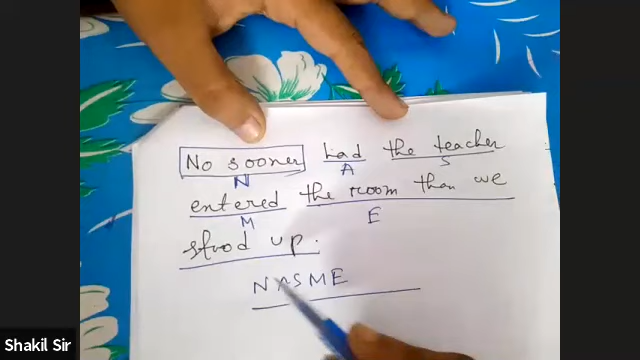 No sooner had the teacher
N A S
entered the room than we
M E
stood up.
NASME
Shakil Sir